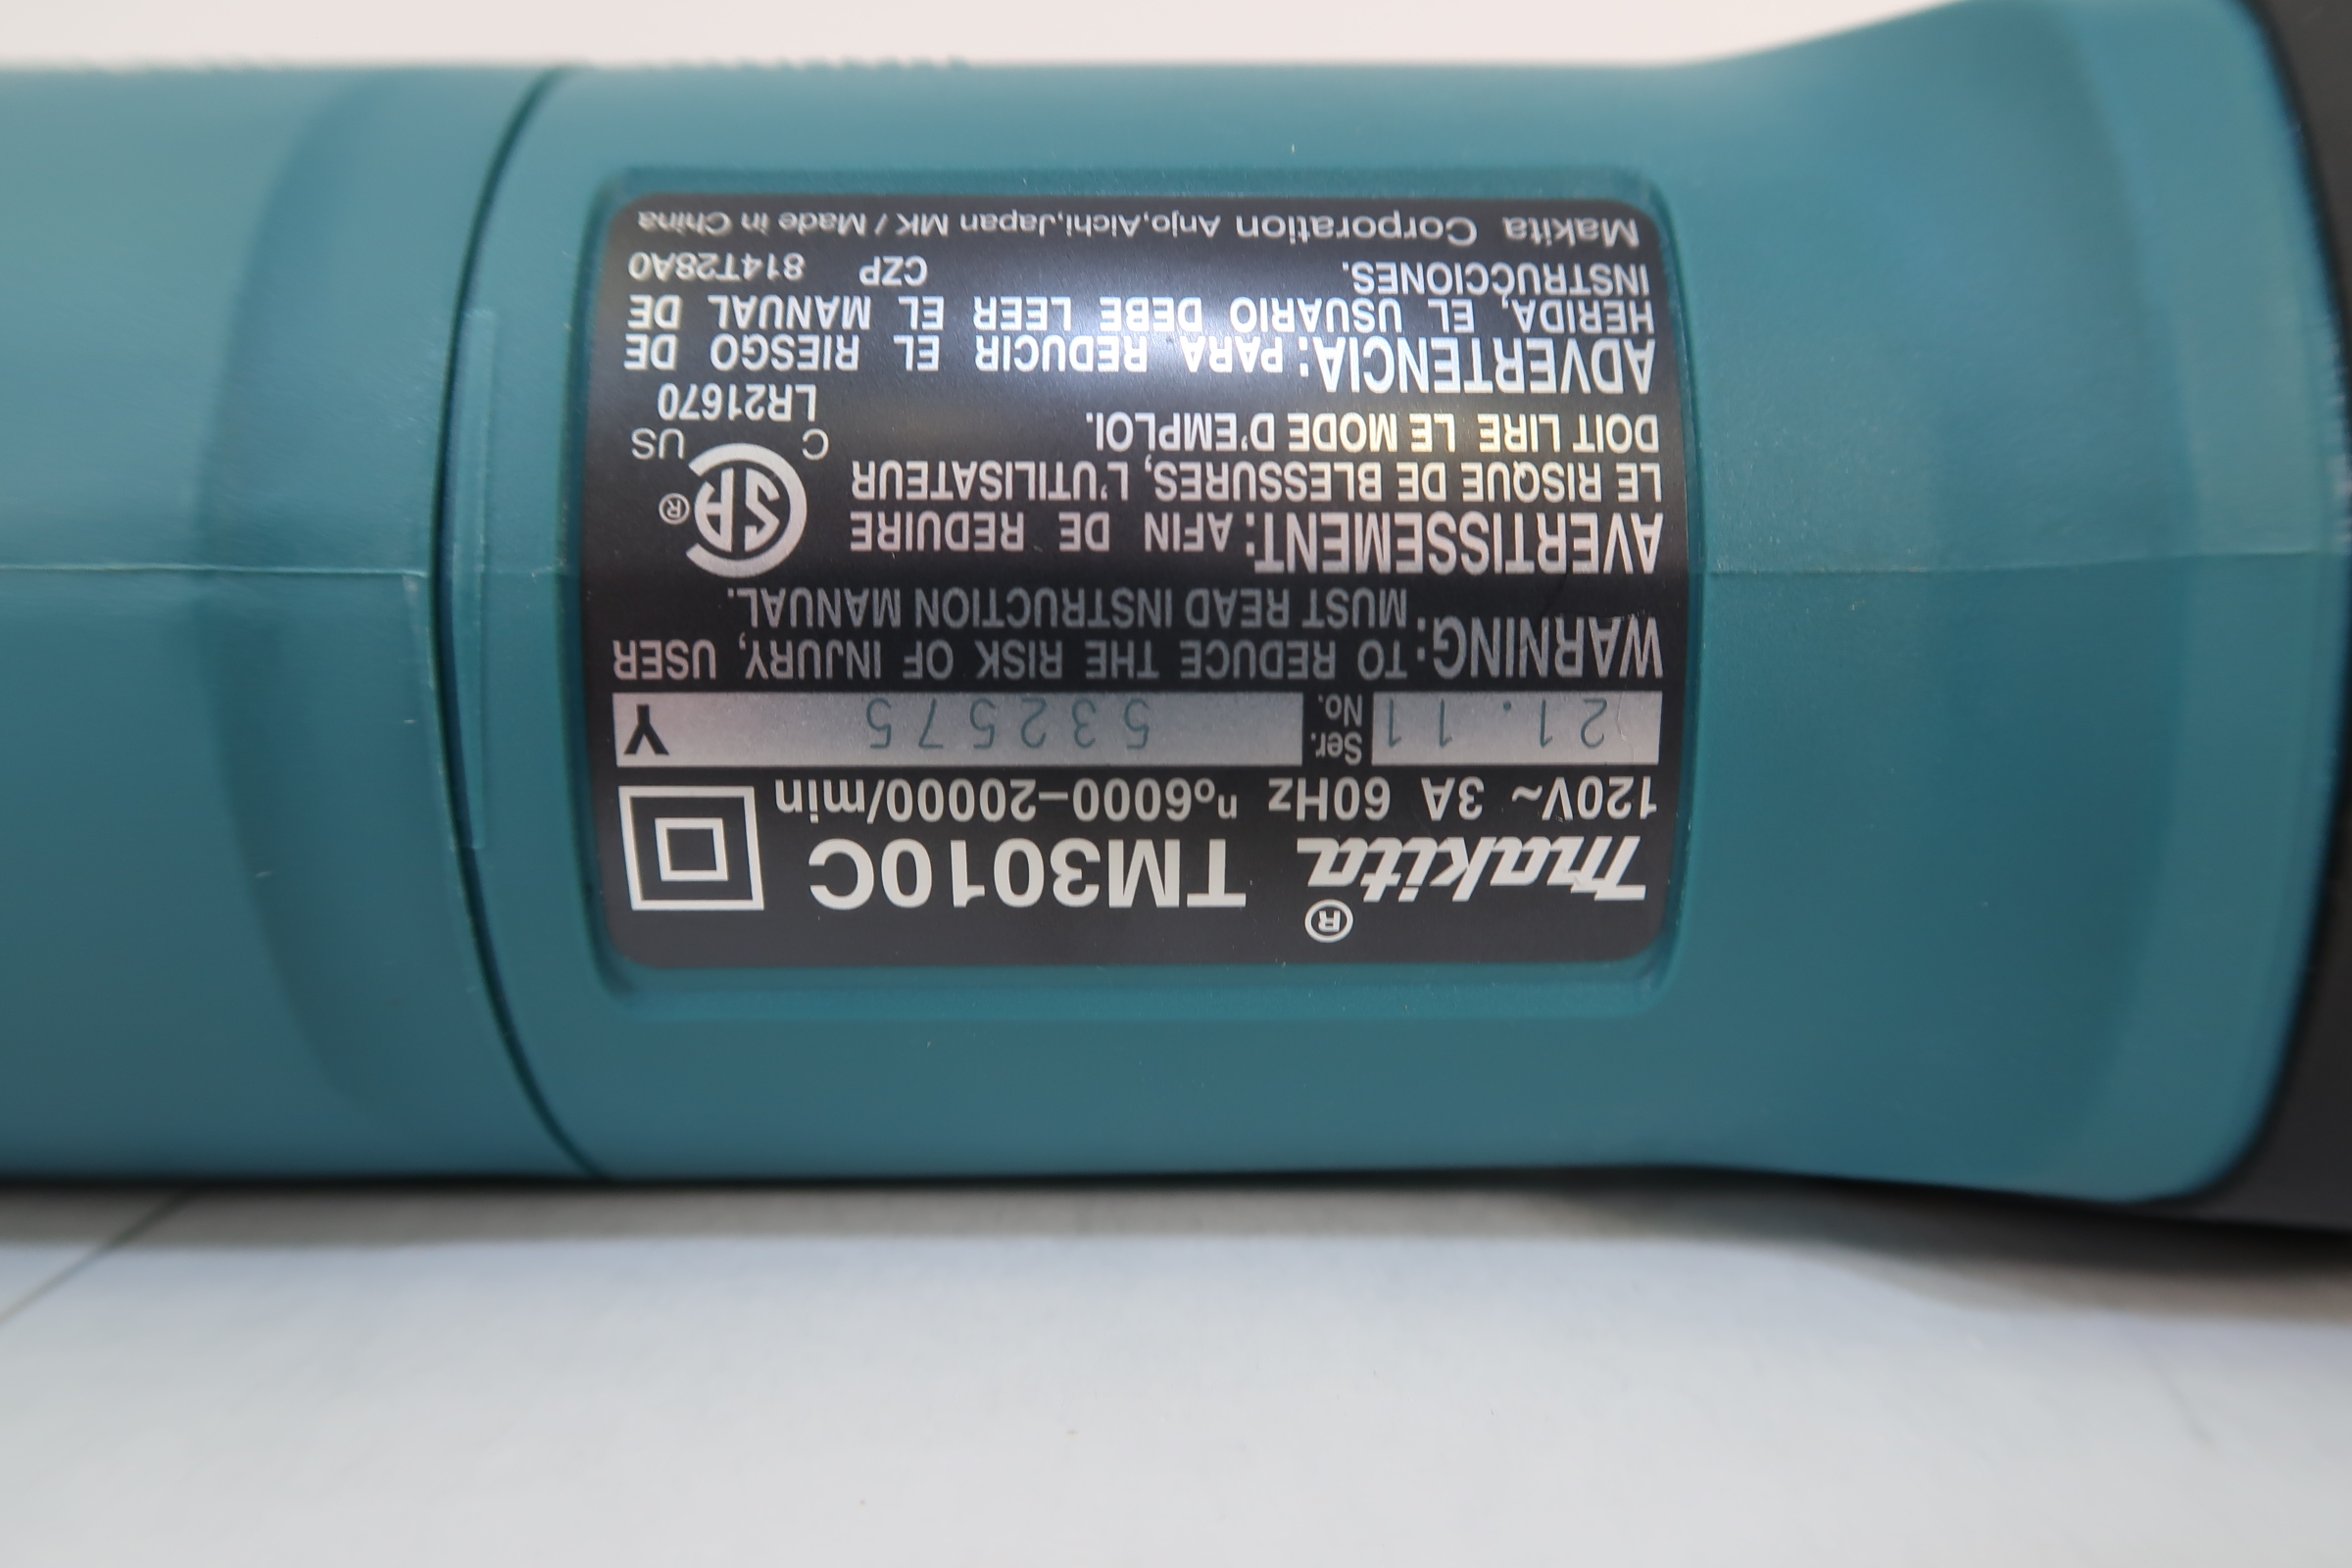 makita® TM3010C
120V~ 3A 60Hz n₀6000–20000/min
21.11 Ser. No. 532575 Y
WARNING: TO REDUCE THE RISK OF INJURY, USER
MUST READ INSTRUCTION MANUAL.
AVERTISSEMENT: AFIN DE REDUIRE
LE RISQUE DE BLESSURES, L'UTILISATEUR
DOIT LIRE LE MODE D'EMPLOI.
SA ®
C US
LR21670
ADVERTENCIA: PARA REDUCIR EL RIESGO DE
HERIDA, EL USUARIO DEBE LEER EL MANUAL DE
INSTRUCCIONES.
CZP 814T28A0
Makita Corporation Anjo,Aichi,Japan MK / Made in China